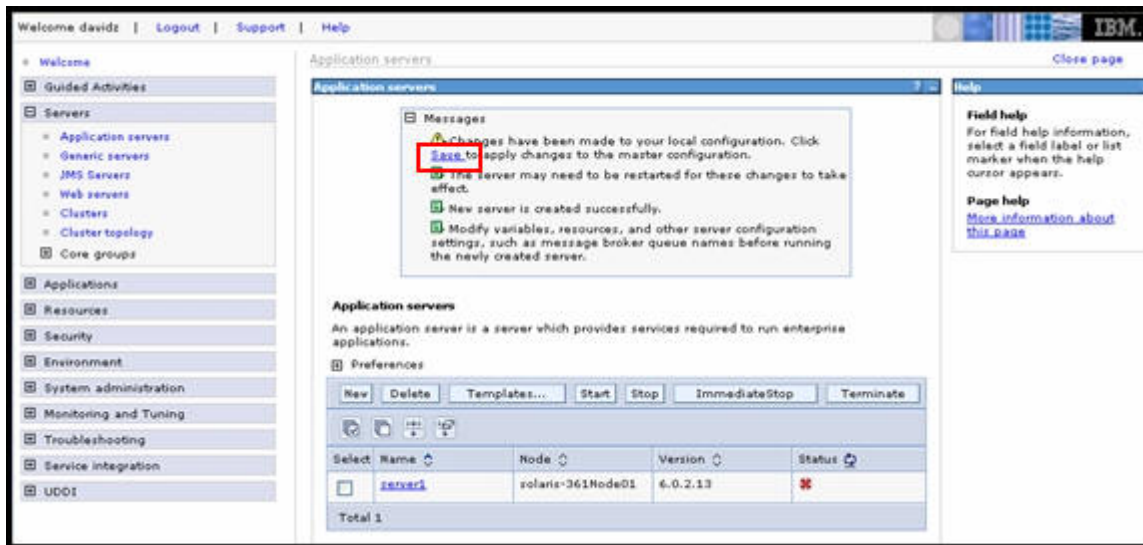 Welcome davidz | Logout | Support | Help
IBM.
Welcome
Guided Activities
Servers
Application servers
Generic servers
JMS Servers
Web servers
Clusters
Cluster topology
Core groups
Applications
Resources
Security
Environment
System administration
Monitoring and Tuning
Troubleshooting
Service integration
UDDI
Application servers
Close page
Application servers
? -
Messages
Changes have been made to your local configuration. Click
Save to apply changes to the master configuration.
The server may need to be restarted for these changes to take
effect.
New server is created successfully.
Modify variables, resources, and other server configuration
settings, such as message broker queue names before running
the newly created server.
Application servers
An application server is a server which provides services required to run enterprise
applications.
Preferences
New Delete Templates... Start Stop ImmediateStop Terminate
Select Name Node Version Status
server1 solaris-361Node01 6.0.2.13
Total 1
Help
Field help
For field help information,
select a field label or list
marker when the help
cursor appears.
Page help
More information about
this page